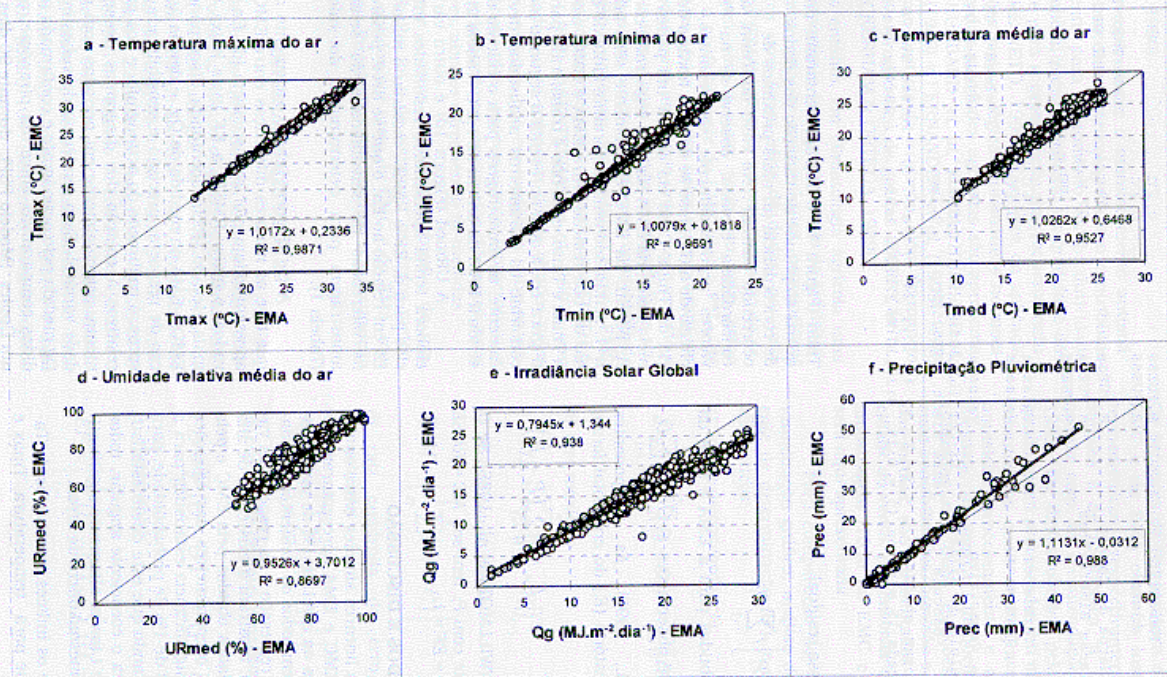 a - Temperatura máxima do ar
35
30
25
20
15
10
5
0
Tmax (°C) - EMC
y = 1,0172x + 0,2336
R² = 0,9871
0 5 10 15 20 25 30 35
Tmax (°C) - EMA
b - Temperatura mínima do ar
25
20
15
10
5
0
Tmin (°C) - EMC
y = 1,0079x + 0,1818
R² = 0,9691
0 5 10 15 20 25
Tmin (°C) - EMA
c - Temperatura média do ar
30
25
20
15
10
5
0
Tmed (°C) - EMC
y = 1,0262x + 0,6468
R² = 0,9527
0 5 10 15 20 25 30
Tmed (°C) - EMA
d - Umidade relativa média do ar
100
80
60
40
20
0
URmed (%) - EMC
y = 0,9526x + 3,7012
R² = 0,8697
0 20 40 60 80 100
URmed (%) - EMA
e - Irradiância Solar Global
30
25
20
15
10
5
0
Qg (MJ.m⁻².dia⁻¹) - EMC
y = 0,7945x + 1,344
R² = 0,938
0 5 10 15 20 25 30
Qg (MJ.m⁻².dia⁻¹) - EMA
f - Precipitação Pluviométrica
60
50
40
30
20
10
0
Prec (mm) - EMC
y = 1,1131x - 0,0312
R² = 0,988
0 10 20 30 40 50 60
Prec (mm) - EMA